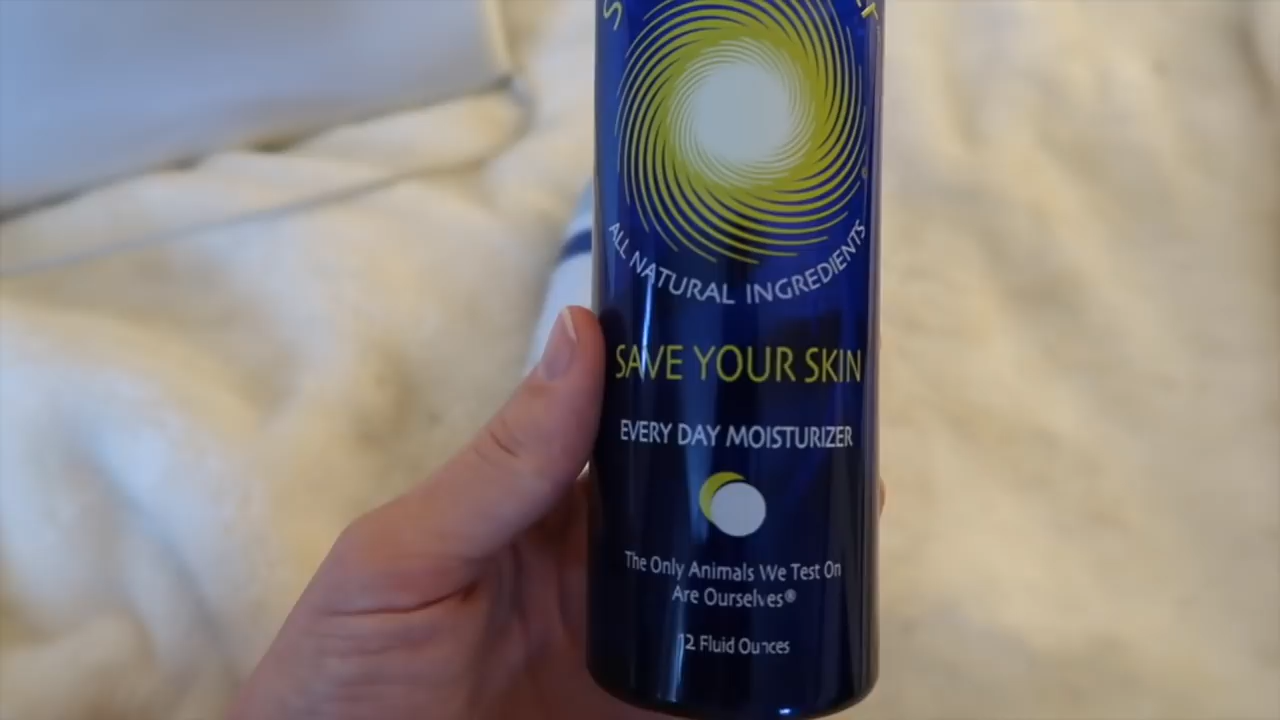 ALL NATURAL INGREDIENTS
SAVE YOUR SKIN
EVERY DAY MOISTURIZER
The Only Animals We Test On
Are Ourselves®
12 Fluid Ounces